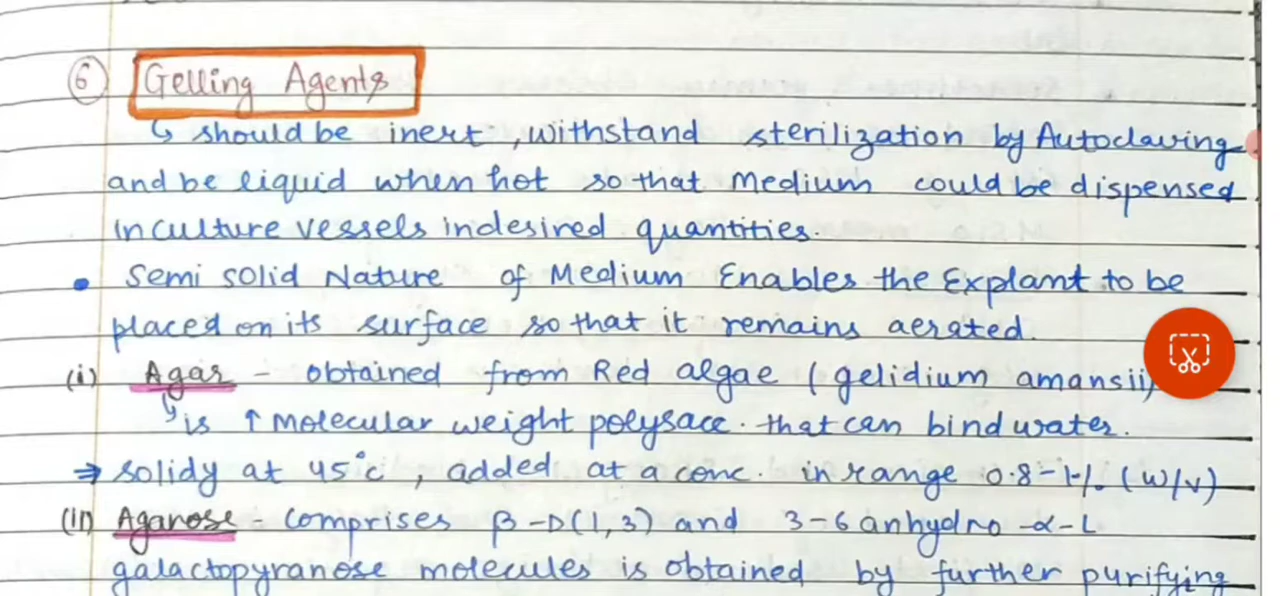 ⑥ Gelling Agents
↳ should be inert, withstand sterilization by Autoclaving
and be liquid when hot so that medium could be dispensed
in culture vessels in desired quantities.
• Semi solid Nature of Medium Enables the Explant to be
placed on its surface so that it remains aerated.
(i) Agar - obtained from Red algae (gelidium amansii)
↳ is ↑ molecular weight polysacc. that can bind water.
⇒ solidy at 45°c, added at a conc. in range 0.8-1%. (w/v)
(ii) Agarose - comprises β-D(1,3) and 3-6 anhydro -α-L
galactopyranose molecules is obtained by further purifying